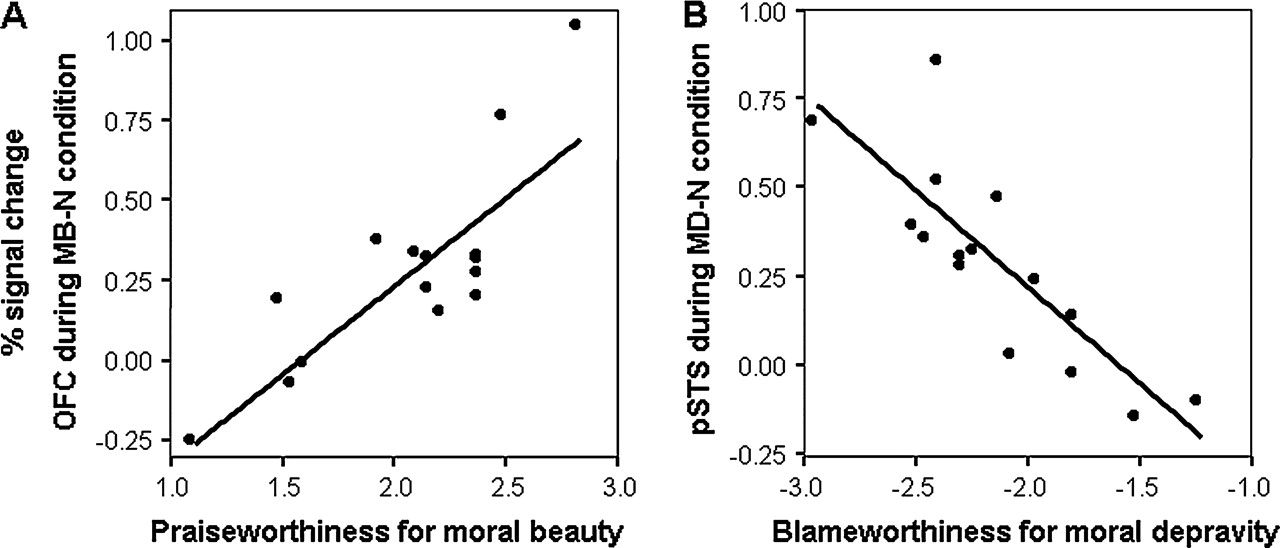 A
% signal change
OFC during MB-N condition
1.00
0.75
0.50
0.25
0.00
-0.25
1.0 1.5 2.0 2.5 3.0
Praiseworthiness for moral beauty
B
pSTS during MD-N condition
1.00
0.75
0.50
0.25
0.00
-0.25
-3.0 -2.5 -2.0 -1.5 -1.0
Blameworthiness for moral depravity